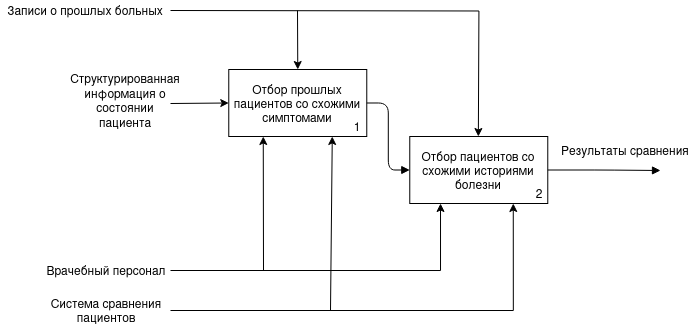 Записи о прошлых больных
Структурированная
информация о
состоянии
пациента
Отбор прошлых
пациентов со схожими
симптомами
1
Отбор пациентов со
схожими историями
болезни
2
Результаты сравнения
Врачебный персонал
Система сравнения
пациентов